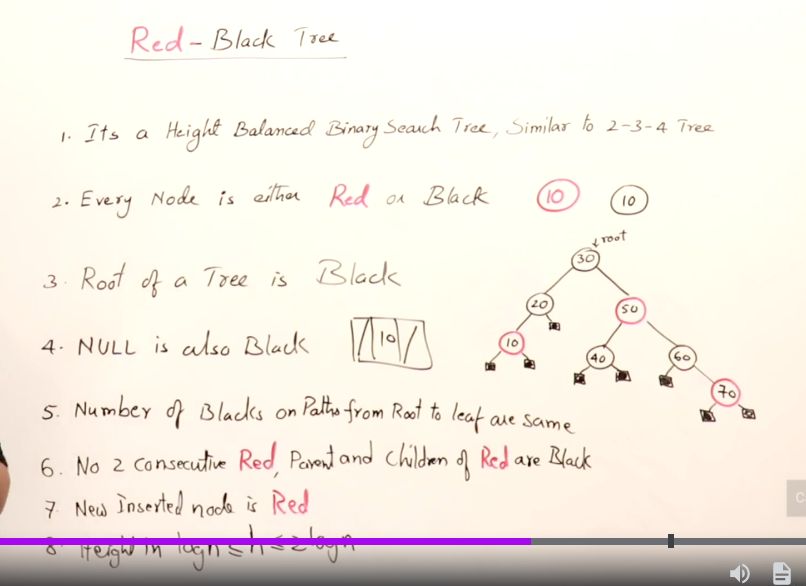 Red - Black Tree
1. Its a Height Balanced Binary Search Tree, Similar to 2-3-4 Tree
2. Every Node is either Red or Black
10
10
root
30
3. Root of a Tree is Black
20
50
4. NULL is also Black
10
10
40
60
70
5. Number of Blacks on Paths from Root to leaf are same
6. No 2 consecutive Red, Parent and Children of Red are Black
7. New Inserted node is Red
8. Height in logn ≤ h ≤ 2logn
C